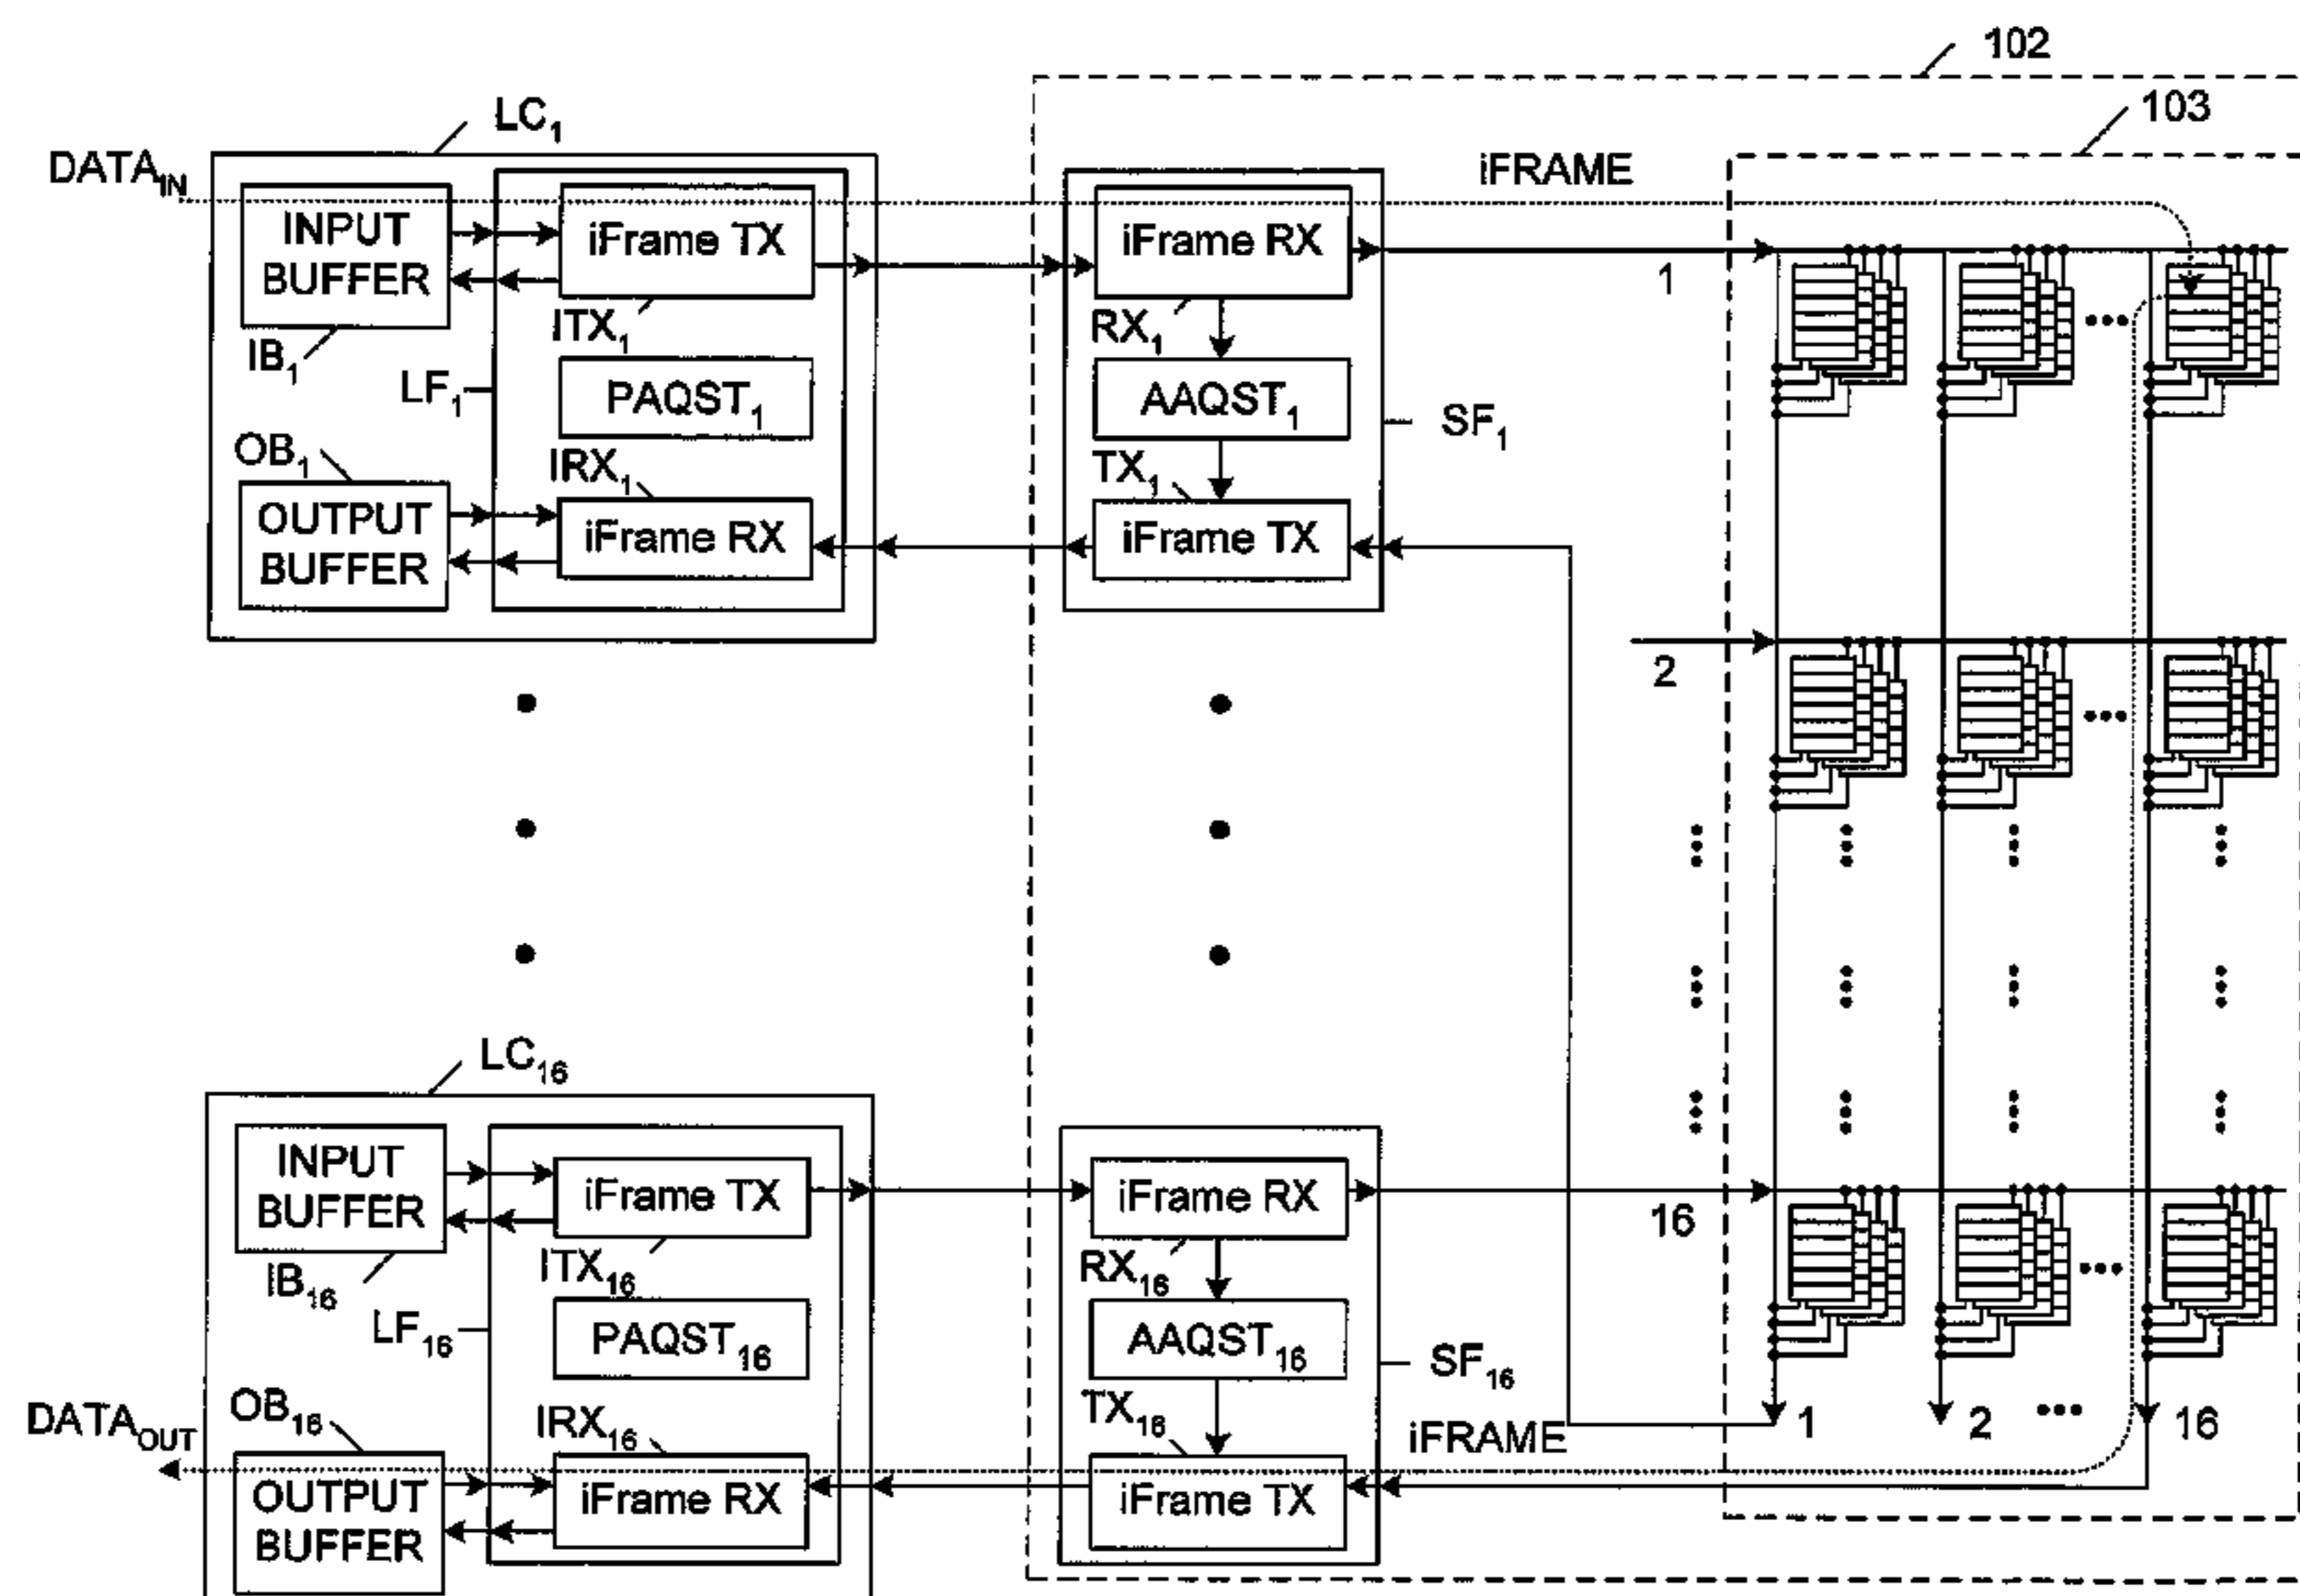 102
103
LC1
DATAIN
iFRAME
INPUT
BUFFER
iFrame TX
iFrame RX
1
IB1
ITX1
RX1
LF1
PAQST1
AAQST1
SF1
OB1
IRX1
TX1
OUTPUT
BUFFER
iFrame RX
iFrame TX
2
LC16
INPUT
BUFFER
iFrame TX
iFrame RX
16
IB16
ITX16
RX16
LF16
PAQST16
AAQST16
SF16
OB16
IRX16
TX16
iFRAME
1
2
16
DATAOUT
OUTPUT
BUFFER
iFrame RX
iFrame TX